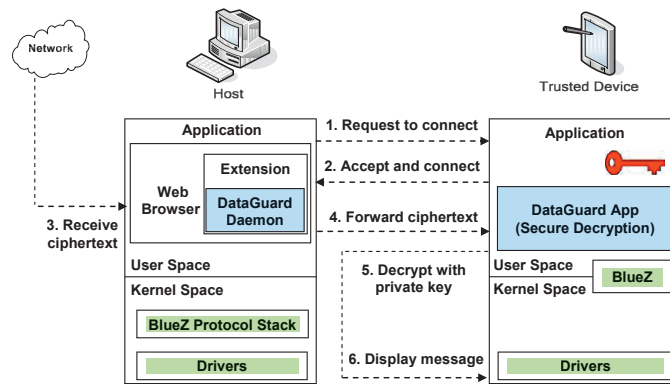 Network
Host
Trusted Device
Application
Extension
Web
Browser
DataGuard
Daemon
User Space
Kernel Space
BlueZ Protocol Stack
Drivers
1. Request to connect
2. Accept and connect
3. Receive
ciphertext
4. Forward ciphertext
5. Decrypt with
private key
6. Display message
Application
DataGuard App
(Secure Decryption)
User Space
BlueZ
Kernel Space
Drivers